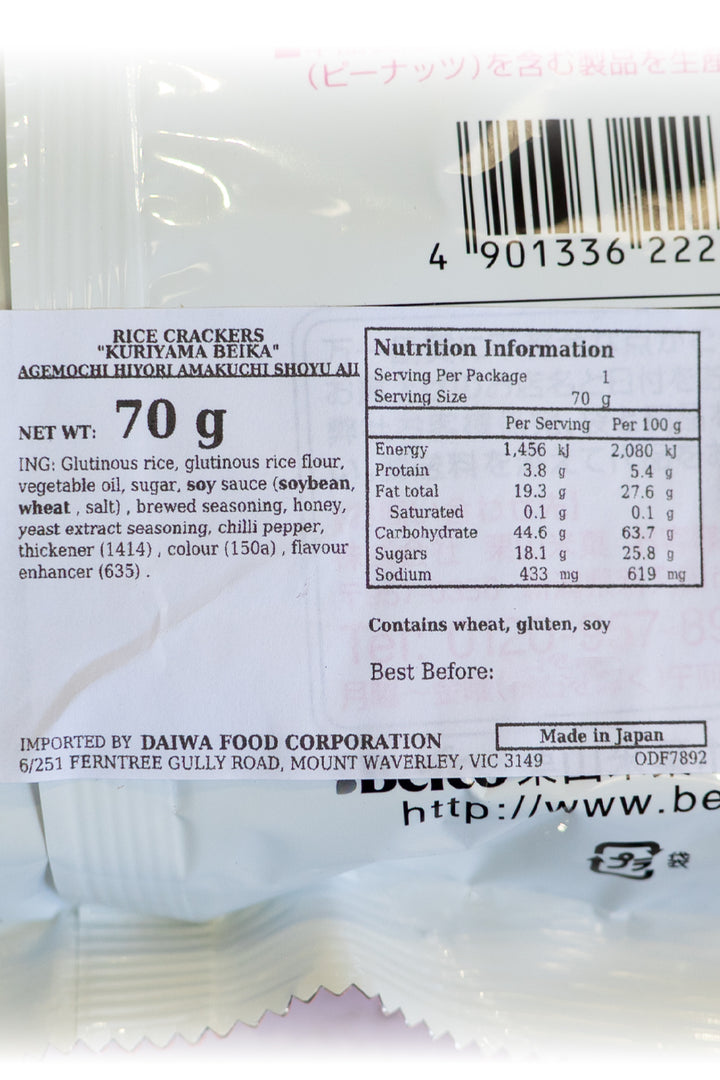 (ピーナッツ)を含む製品を生産
4 901336 222
RICE CRACKERS
"KURIYAMA BEIKA"
AGEMOCHI HIYORI AMAKUCHI SHOYU AJI
NET WT: 70 g
ING: Glutinous rice, glutinous rice flour,
vegetable oil, sugar, soy sauce (soybean,
wheat , salt) , brewed seasoning, honey,
yeast extract seasoning, chilli pepper,
thickener (1414) , colour (150a) , flavour
enhancer (635) .
Nutrition Information
Serving Per Package 1
Serving Size 70 g
Per Serving Per 100 g
Energy 1,456 kJ 2,080 kJ
Protein 3.8 g 5.4 g
Fat total 19.3 g 27.6 g
Saturated 0.1 g 0.1 g
Carbohydrate 44.6 g 63.7 g
Sugars 18.1 g 25.8 g
Sodium 433 mg 619 mg
Contains wheat, gluten, soy
Best Before:
Made in Japan
IMPORTED BY DAIWA FOOD CORPORATION
6/251 FERNTREE GULLY ROAD, MOUNT WAVERLEY, VIC 3149 ODF7892
http://www.be
プラ 袋